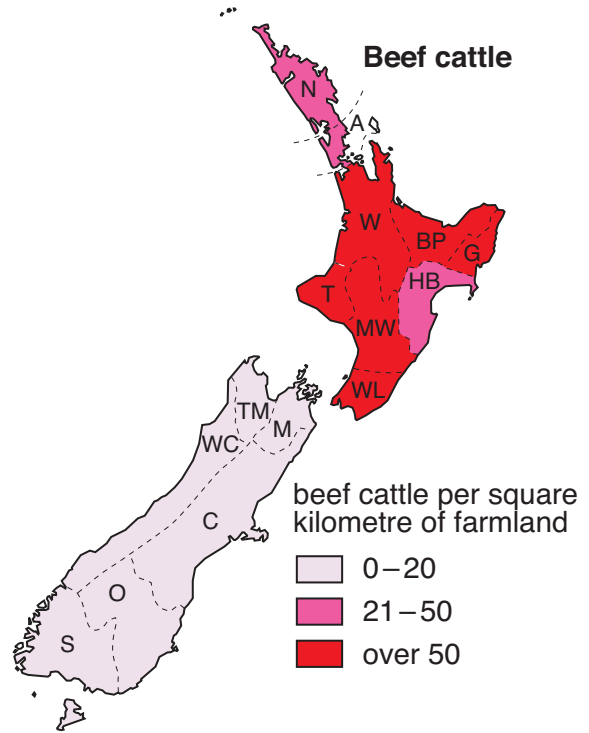 Beef cattle
N
A
W
BP
G
HB
T
MW
WL
TM
M
WC
C
O
S
beef cattle per square
kilometre of farmland
0–20
21–50
over 50